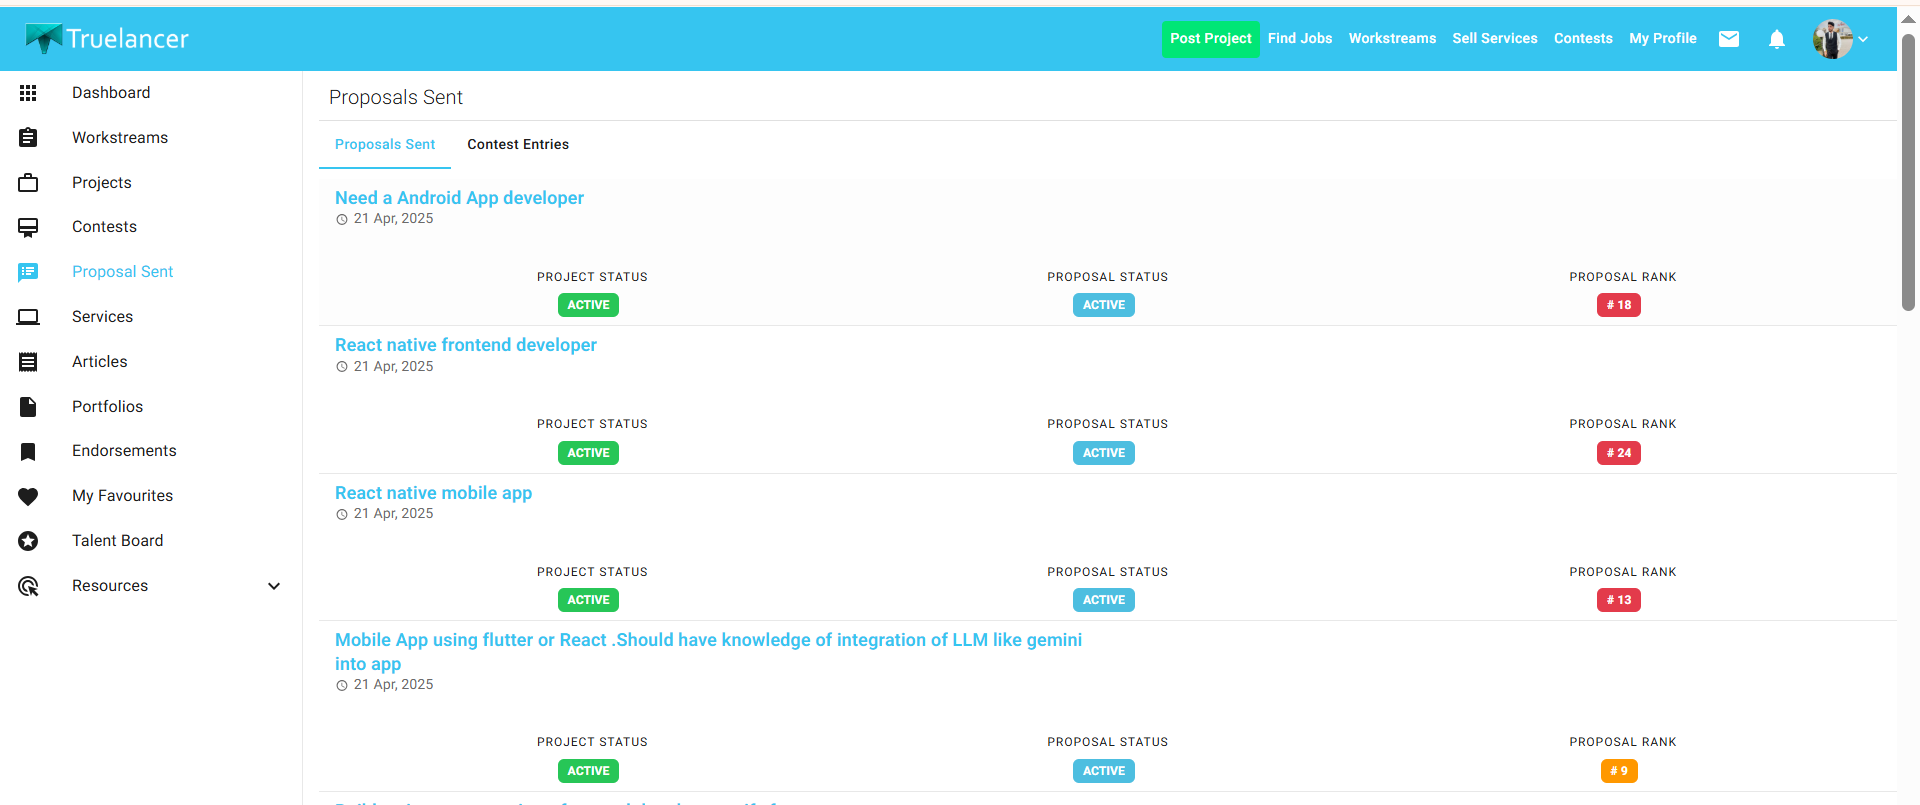 Truelancer
Post Project Find Jobs Workstreams Sell Services Contests My Profile
Dashboard
Workstreams
Projects
Contests
Proposal Sent
Services
Articles
Portfolios
Endorsements
My Favourites
Talent Board
Resources
Proposals Sent
Proposals Sent Contest Entries
Need a Android App developer
21 Apr, 2025
PROJECT STATUS PROPOSAL STATUS PROPOSAL RANK
ACTIVE ACTIVE # 18
React native frontend developer
21 Apr, 2025
PROJECT STATUS PROPOSAL STATUS PROPOSAL RANK
ACTIVE ACTIVE # 24
React native mobile app
21 Apr, 2025
PROJECT STATUS PROPOSAL STATUS PROPOSAL RANK
ACTIVE ACTIVE # 13
Mobile App using flutter or React .Should have knowledge of integration of LLM like gemini
into app
21 Apr, 2025
PROJECT STATUS PROPOSAL STATUS PROPOSAL RANK
ACTIVE ACTIVE # 9